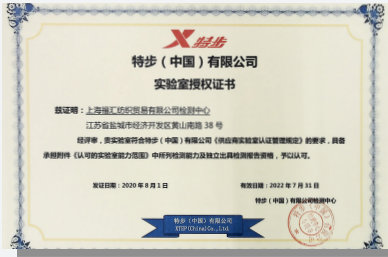 特步
特步（中国）有限公司
实验室授权证书
兹证明：上海福汇纺织贸易有限公司检测中心
江苏省盐城市经济开发区黄山南路 38 号
经评审，贵实验室符合特步（中国）有限公司《供应商实验室认证管理规定》的要求，具备
承担附件《认可的实验室能力范围》中所列检测能力及独立出具检测报告资格，予以认可。
发证日期：2020 年 8 月 1 日
有效日期：2022 年 7 月 31 日
特步（中国）有限公司检测中心
特步（中国）有限公司
XTEP(China)Co.,Ltd.